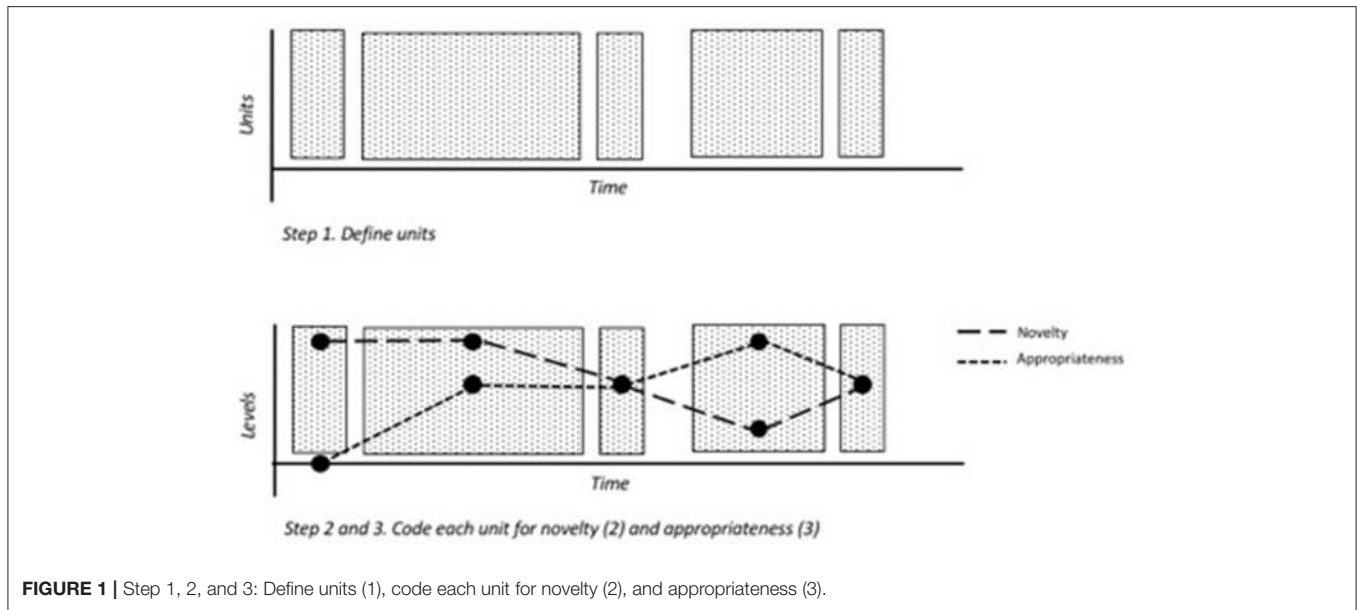 Units
Time
Step 1. Define units
Novelty
Appropriateness
Levels
Time
Step 2 and 3. Code each unit for novelty (2) and appropriateness (3)
FIGURE 1 | Step 1, 2, and 3: Define units (1), code each unit for novelty (2), and appropriateness (3).